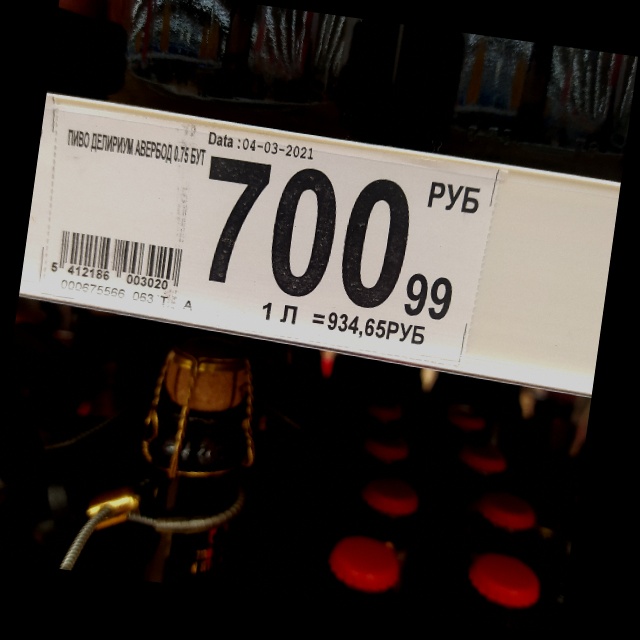 ПИВО ДЕЛИРИУМ АВЕРБОД 0.75 БУТ
Data :04-03-2021
700 99 РУБ
5 412186 003020
1 Л =934,65РУБ
000675566 063